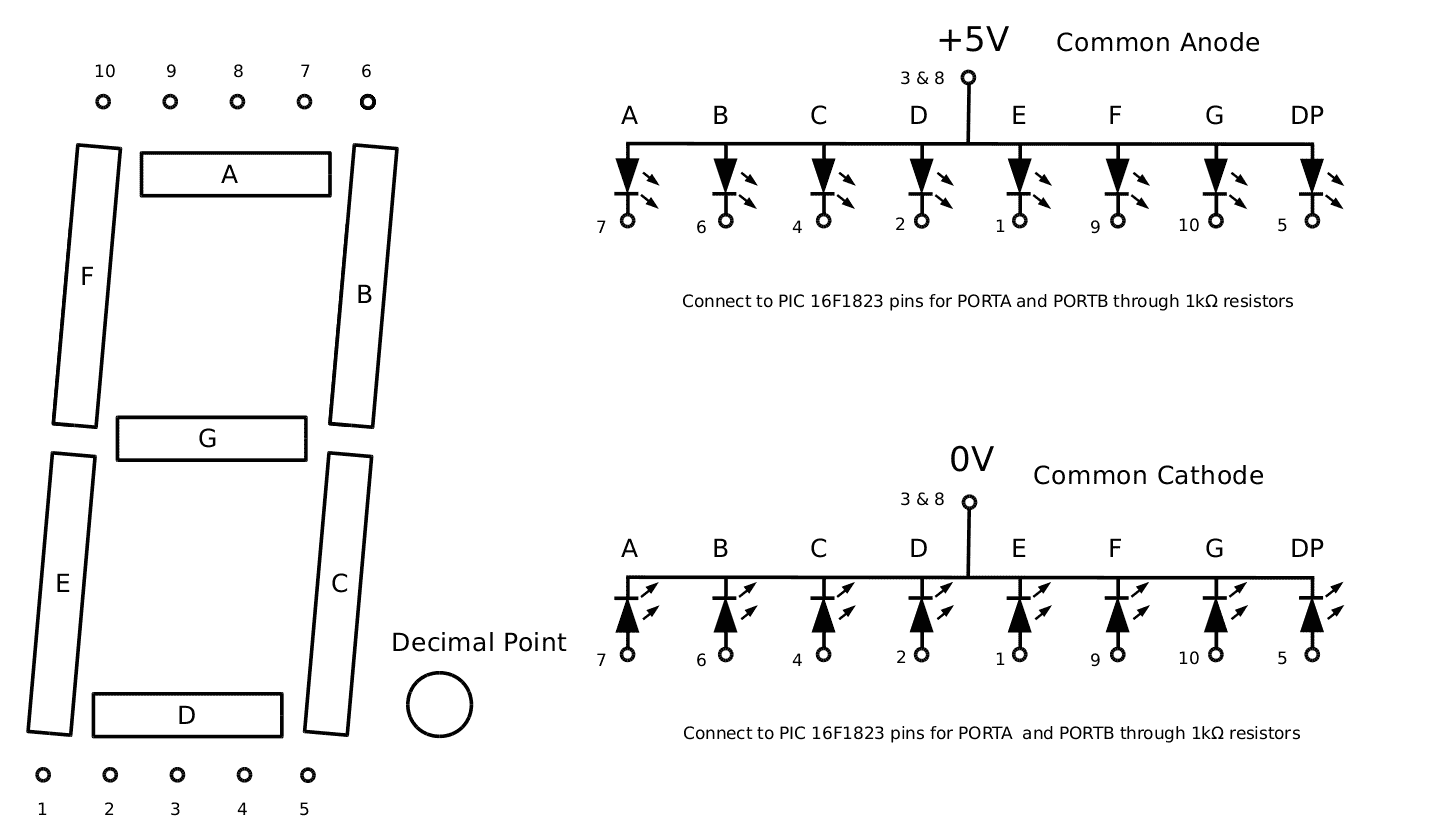 10 9 8 7 6
A
F
B
G
E
C
D
Decimal Point
1 2 3 4 5
+5V Common Anode
3 & 8
A B C D E F G DP
7 6 4 2 1 9 10 5
Connect to PIC 16F1823 pins for PORTA and PORTB through 1kΩ resistors
0V Common Cathode
3 & 8
A B C D E F G DP
7 6 4 2 1 9 10 5
Connect to PIC 16F1823 pins for PORTA  and PORTB through 1kΩ resistors